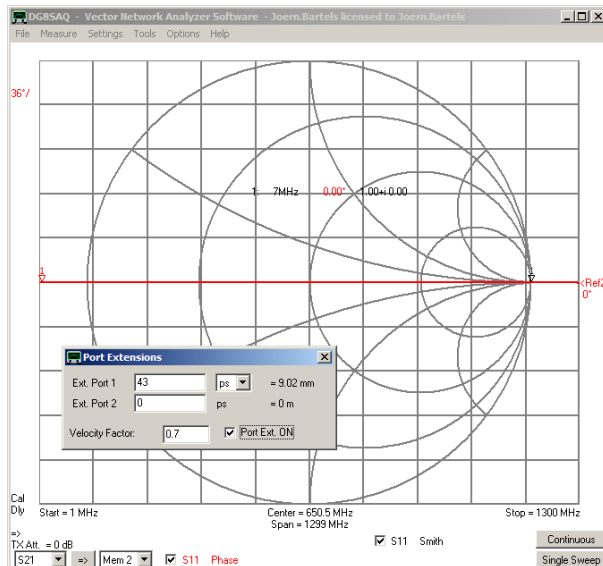 DG8SAQ - Vector Network Analyzer Software - Joern.Bartels licensed to Joern.Bartels
File Measure Settings Tools Options Help
36°/
1: 7MHz 0.00° 1.00+i 0.00
1 1
<Ref2
0°
Port Extensions
Ext. Port 1 43 ps = 9.02 mm
Ext. Port 2 0 ps = 0 m
Velocity Factor: 0.7 Port Ext. ON
Cal
Dly Start = 1 MHz Center = 650.5 MHz Stop = 1300 MHz
Span = 1299 MHz
=>
TX Att. = 0 dB S11 Smith Continuous
S21 => Mem 2 S11 Phase Single Sweep